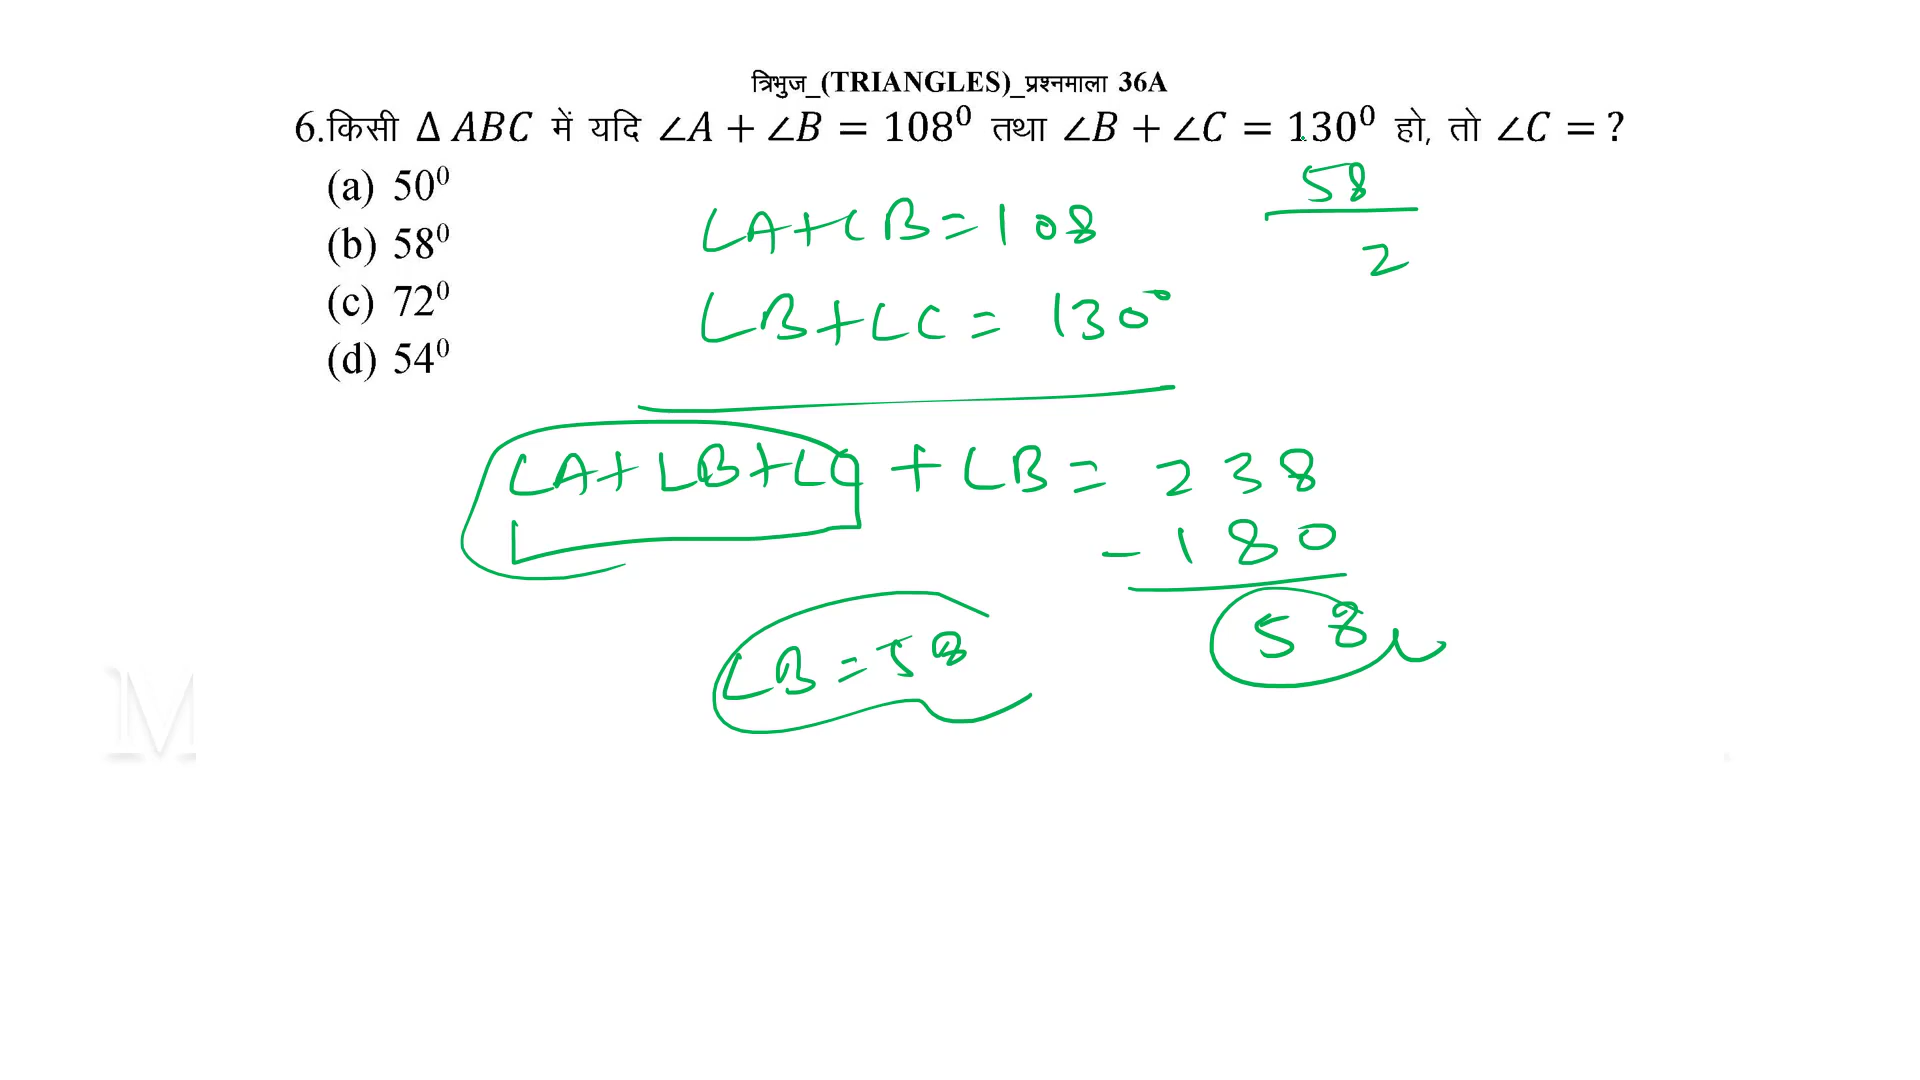 त्रिभुज_(TRIANGLES)_प्रश्नमाला 36A
6.किसी Δ ABC में यदि ∠A + ∠B = 108⁰ तथा ∠B + ∠C = 130⁰ हो, तो ∠C = ?
(a) 50⁰
(b) 58⁰
(c) 72⁰
(d) 54⁰
58
2
∠A+∠B=108
∠B+∠C= 130°
∠A+∠B+∠C + ∠B = 238
- 180
58
∠B=58
M